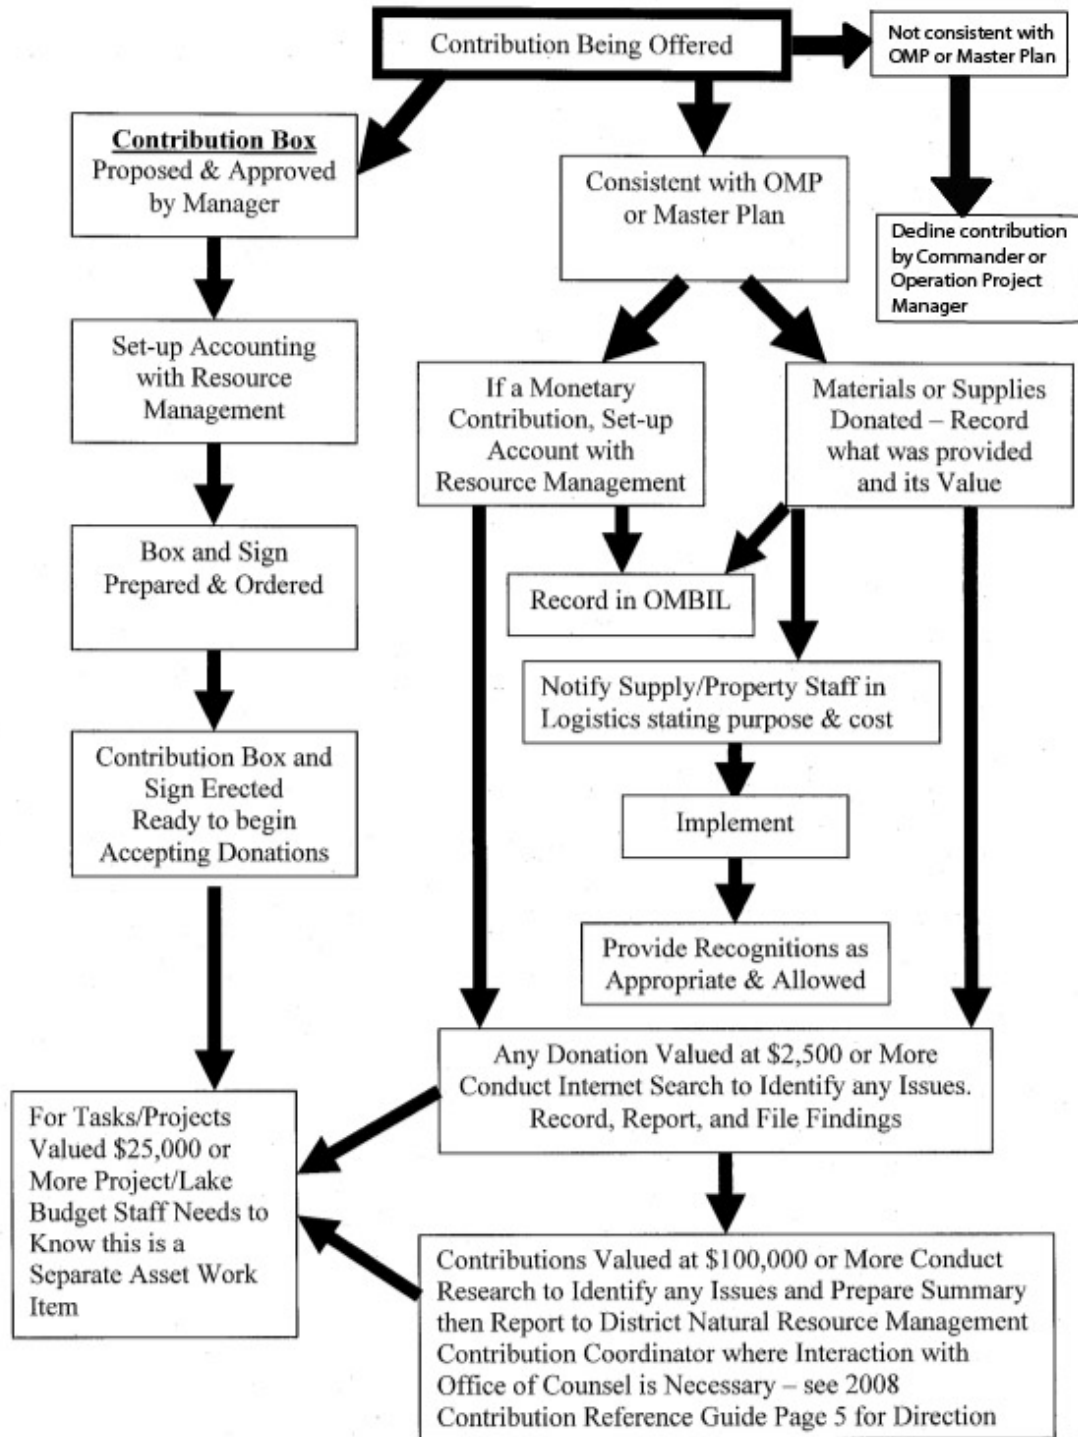 Contribution Being Offered
Not consistent with
OMP or Master Plan
Contribution Box
Proposed & Approved
by Manager
Consistent with OMP
or Master Plan
Decline contribution
by Commander or
Operation Project
Manager
Set-up Accounting
with Resource
Management
If a Monetary
Contribution, Set-up
Account with
Resource Management
Materials or Supplies
Donated – Record
what was provided
and its Value
Box and Sign
Prepared & Ordered
Record in OMBIL
Notify Supply/Property Staff in
Logistics stating purpose & cost
Contribution Box and
Sign Erected
Ready to begin
Accepting Donations
Implement
Provide Recognitions as
Appropriate & Allowed
Any Donation Valued at $2,500 or More
Conduct Internet Search to Identify any Issues.
Record, Report, and File Findings
For Tasks/Projects
Valued $25,000 or
More Project/Lake
Budget Staff Needs to
Know this is a
Separate Asset Work
Item
Contributions Valued at $100,000 or More Conduct
Research to Identify any Issues and Prepare Summary
then Report to District Natural Resource Management
Contribution Coordinator where Interaction with
Office of Counsel is Necessary – see 2008
Contribution Reference Guide Page 5 for Direction